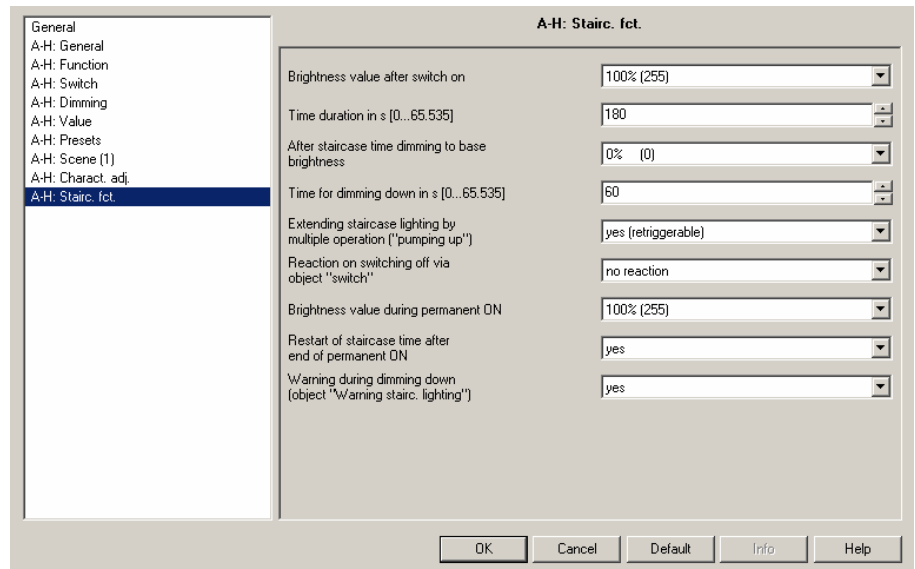 General
A-H: General
A-H: Function
A-H: Switch
A-H: Dimming
A-H: Value
A-H: Presets
A-H: Scene (1)
A-H: Charact. adj.
A-H: Stairc. fct.
A-H: Stairc. fct.
Brightness value after switch on
100% (255)
Time duration in s [0...65.535]
180
After staircase time dimming to base
brightness
0% (0)
Time for dimming down in s [0...65.535]
60
Extending staircase lighting by
multiple operation ("pumping up")
yes (retriggerable)
Reaction on switching off via
object "switch"
no reaction
Brightness value during permanent ON
100% (255)
Restart of staircase time after
end of permanent ON
yes
Warning during dimming down
(object "Warning stairc. lighting")
yes
OK
Cancel
Default
Info
Help